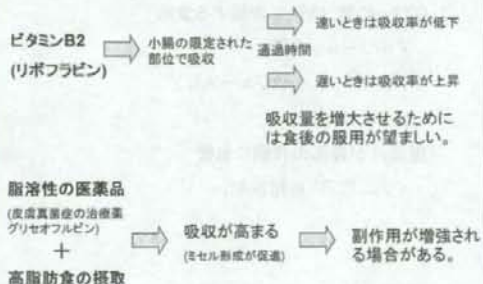 ビタミンB2
(リボフラビン)
小腸の限定された
部位で吸収
通過時間
速いときは吸収率が低下
遅いときは吸収率が上昇
吸収量を増大させるために
は食後の服用が望ましい。
脂溶性の医薬品
(皮膚真菌症の治療薬
グリセオフルビン)
+
高脂肪食の摂取
吸収が高まる
(ミセル形成が促進)
副作用が増強され
る場合がある。